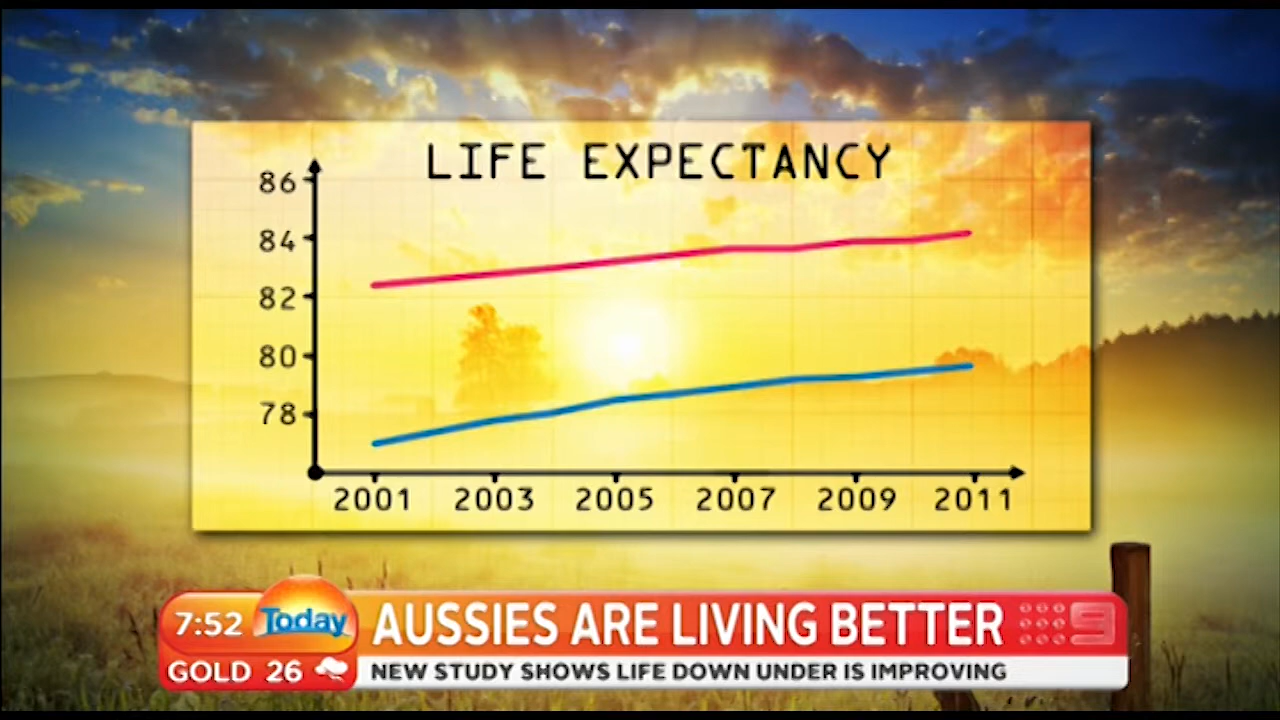 LIFE EXPECTANCY
86
84
82
80
78
2001 2003 2005 2007 2009 2011
7:52 Today AUSSIES ARE LIVING BETTER 9
GOLD 26 NEW STUDY SHOWS LIFE DOWN UNDER IS IMPROVING